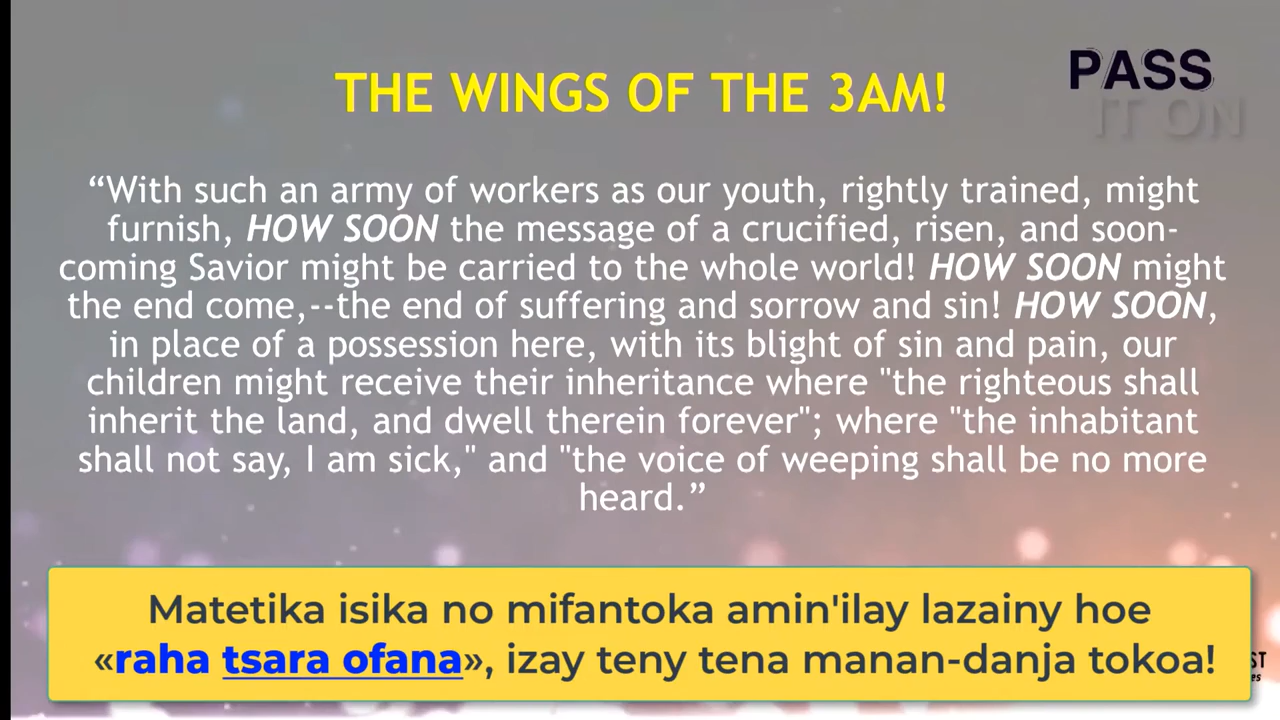 THE WINGS OF THE 3AM!
PASS
IT ON
“With such an army of workers as our youth, rightly trained, might
furnish, HOW SOON the message of a crucified, risen, and soon-
coming Savior might be carried to the whole world! HOW SOON might
the end come,--the end of suffering and sorrow and sin! HOW SOON,
in place of a possession here, with its blight of sin and pain, our
children might receive their inheritance where "the righteous shall
inherit the land, and dwell therein forever"; where "the inhabitant
shall not say, I am sick," and "the voice of weeping shall be no more
heard.”
Matetika isika no mifantoka amin'ilay lazainy hoe
«raha tsara ofana», izay teny tena manan-danja tokoa!